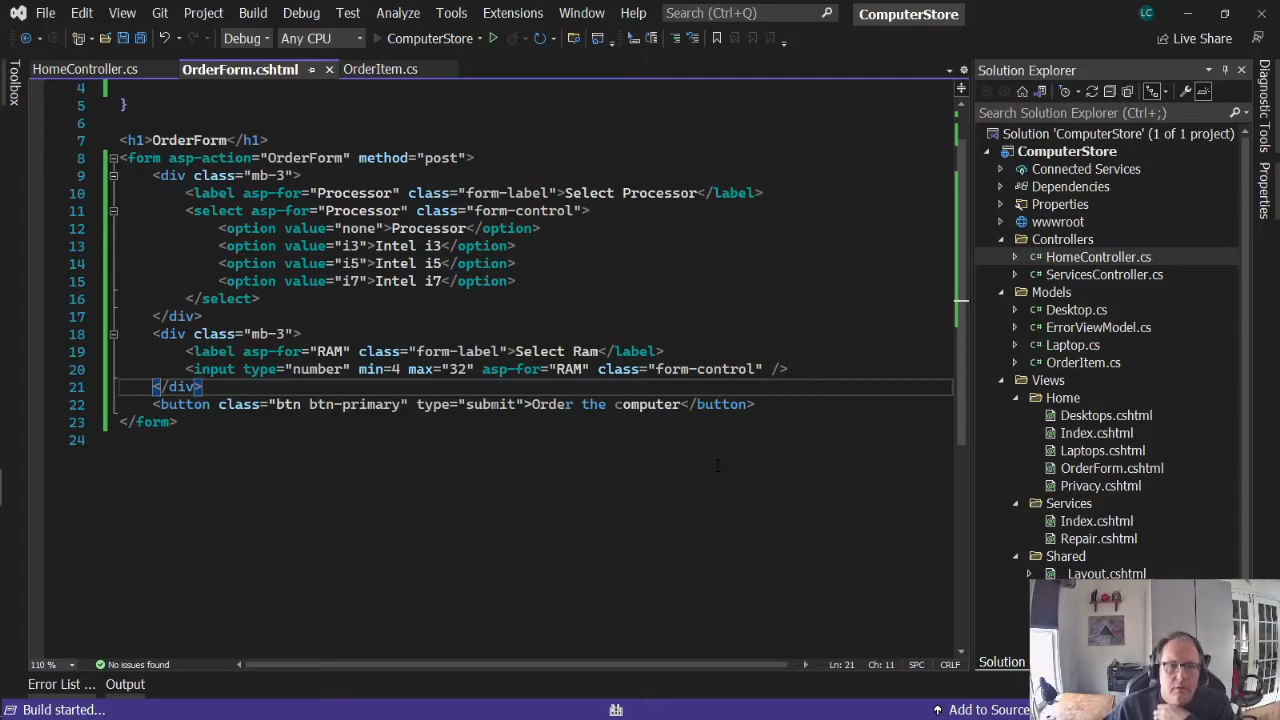 File Edit View Git Project Build Debug Test Analyze Tools Extensions Window Help Search (Ctrl+Q) ComputerStore LC
Debug Any CPU ComputerStore Live Share
HomeController.cs OrderForm.cshtml OrderItem.cs
Toolbox
4
5 }
6
7 <h1>OrderForm</h1>
8 <form asp-action="OrderForm" method="post">
9 <div class="mb-3">
10 <label asp-for="Processor" class="form-label">Select Processor</label>
11 <select asp-for="Processor" class="form-control">
12 <option value="none">Processor</option>
13 <option value="i3">Intel i3</option>
14 <option value="i5">Intel i5</option>
15 <option value="i7">Intel i7</option>
16 </select>
17 </div>
18 <div class="mb-3">
19 <label asp-for="RAM" class="form-label">Select Ram</label>
20 <input type="number" min=4 max="32" asp-for="RAM" class="form-control" />
21 </div>
22 <button class="btn btn-primary" type="submit">Order the computer</button>
23 </form>
24
110 % No issues found Ln: 21 Ch: 11 SPC CRLF
Error List ... Output
Build started... Add to Source
Solution Explorer
Search Solution Explorer (Ctrl+;)
Solution 'ComputerStore' (1 of 1 project)
ComputerStore
Connected Services
Dependencies
Properties
wwwroot
Controllers
C# HomeController.cs
C# ServicesController.cs
Models
C# Desktop.cs
C# ErrorViewModel.cs
C# Laptop.cs
C# OrderItem.cs
Views
Home
Desktops.cshtml
Index.cshtml
Laptops.cshtml
OrderForm.cshtml
Privacy.cshtml
Services
Index.cshtml
Repair.cshtml
Shared
_Layout.cshtml
Solution
Diagnostic Tools
Properties